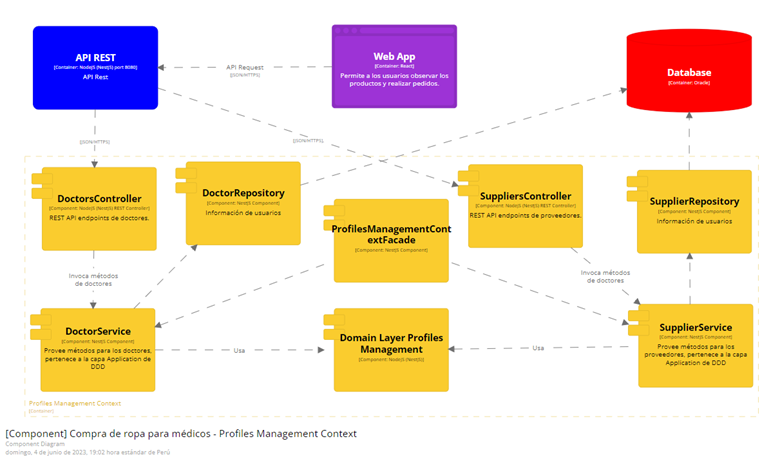 API REST
[Container: NodeJS (NestJS) port 8080]
API Rest
API Request
[JSON/HTTPS]
Web App
[Container: React]
Permite a los usuarios observar los
productos y realizar pedidos.
Database
[Container: Oracle]
[JSON/HTTPS]
[JSON/HTTPS]
DoctorsController
[Component: NodeJS (NestJS) REST Controller]
REST API endpoints de doctores.
DoctorRepository
[Component: NestJS Component]
Información de usuarios
ProfilesManagementCont
extFacade
[Component: NestJS Component]
SuppliersController
[Component: NodeJS (NestJS) REST Controller]
REST API endpoints de proveedores.
SupplierRepository
[Component: NestJS Component]
Información de usuarios
Invoca métodos
de doctores
Invoca métodos
de doctores
DoctorService
[Component: NestJS Component]
Provee métodos para los doctores,
pertenece a la capa Application de
DDD
Usa
Domain Layer Profiles
Management
[Component: NodeJS (NestJS)]
Usa
SupplierService
[Component: NestJS Component]
Provee métodos para los
proveedores, pertenece a la capa
Application de DDD
Profiles Management Context
[Container]
[Component] Compra de ropa para médicos - Profiles Management Context
Component Diagram
domingo, 4 de junio de 2023, 19:02 hora estándar de Perú